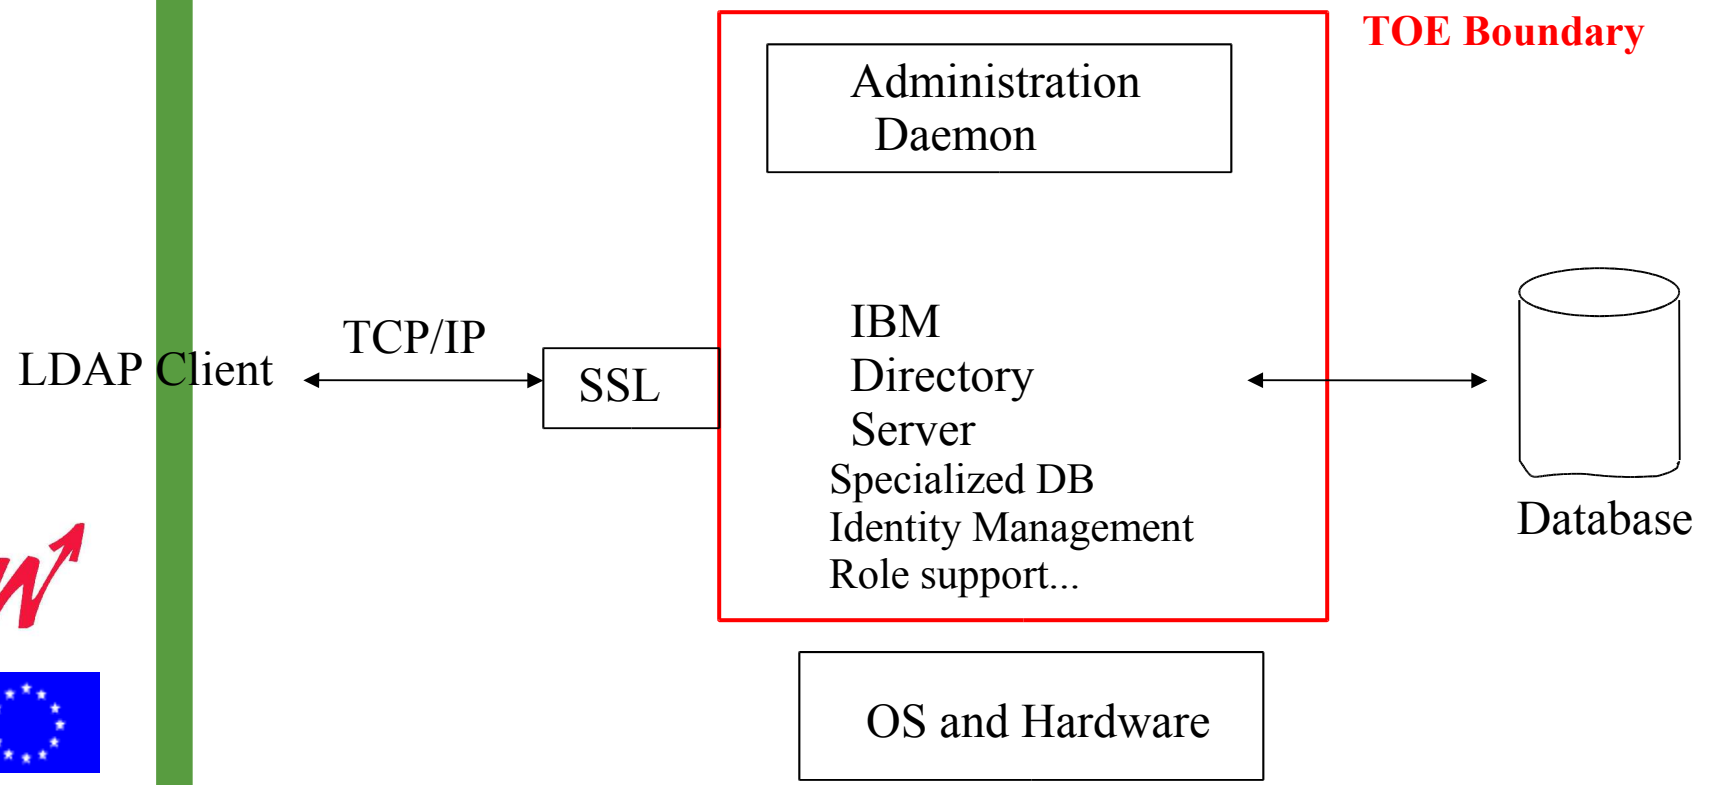 TOE Boundary
Administration
Daemon
IBM
Directory
Server
Specialized DB
Identity Management
Role support...
TCP/IP
LDAP Client
SSL
Database
OS and Hardware